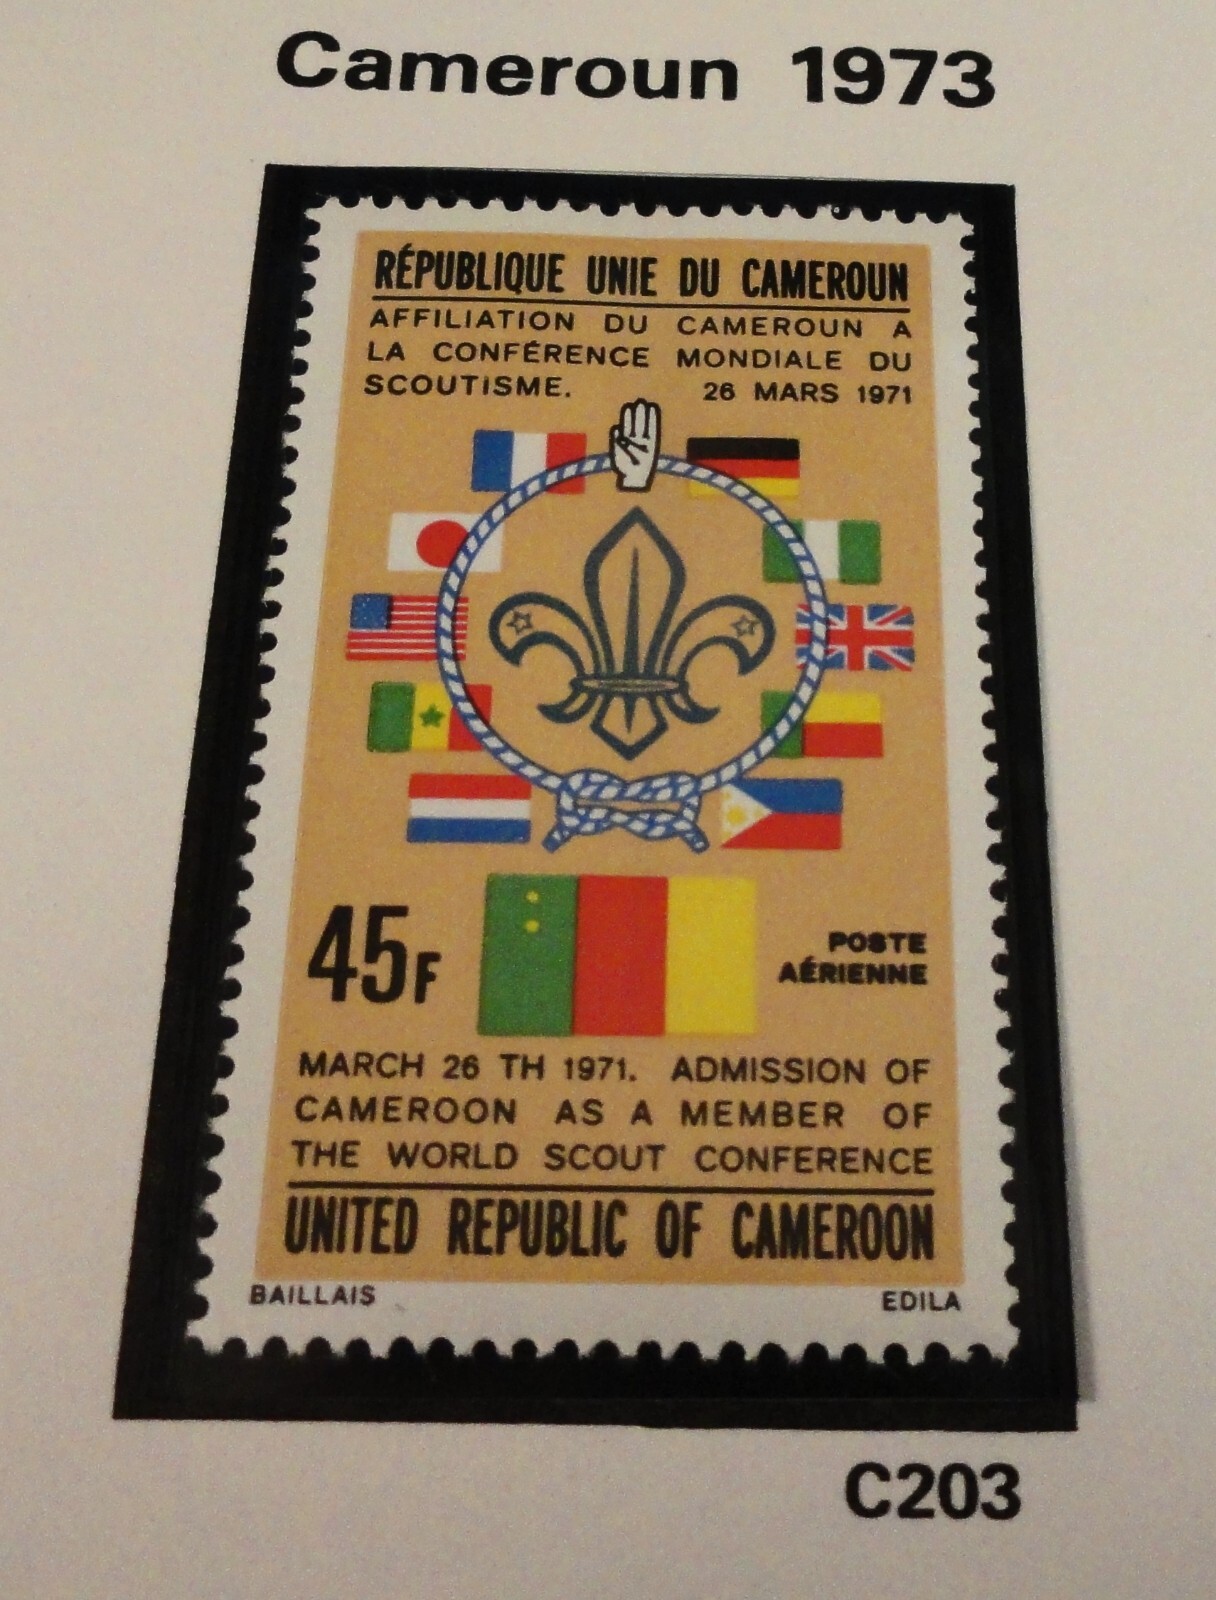 Cameroun 1973
RÉPUBLIQUE UNIE DU CAMEROUN
AFFILIATION DU CAMEROUN A
LA CONFÉRENCE MONDIALE DU
SCOUTISME. 26 MARS 1971
45F
POSTE
AÉRIENNE
MARCH 26 TH 1971. ADMISSION OF
CAMEROON AS A MEMBER OF
THE WORLD SCOUT CONFERENCE
UNITED REPUBLIC OF CAMEROON
BAILLAIS EDILA
C203